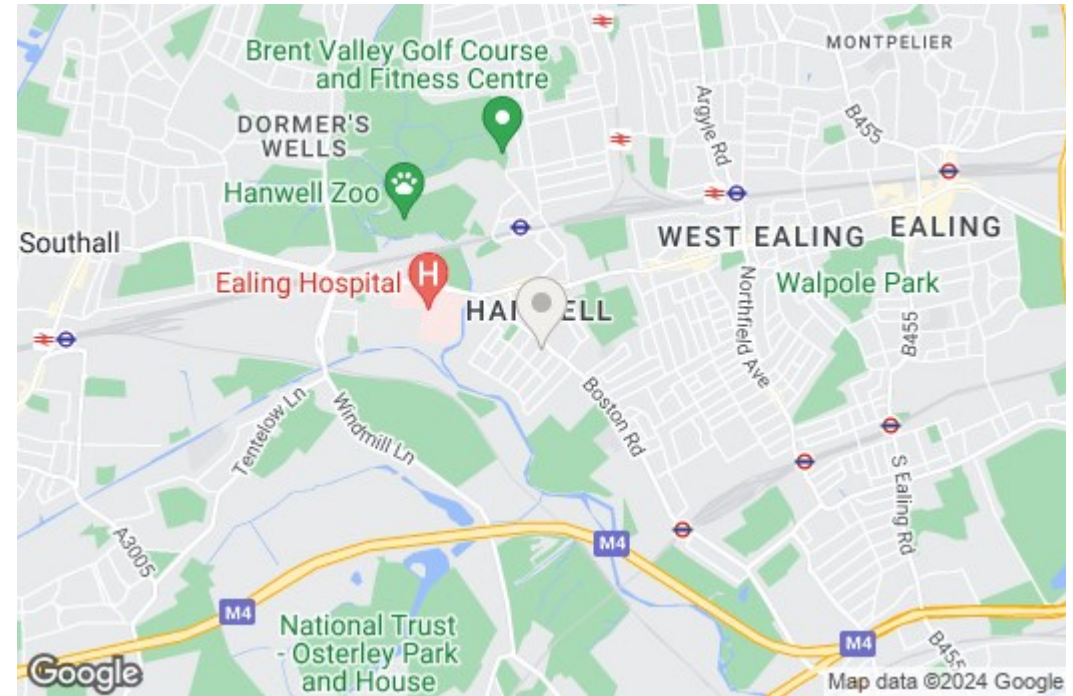 Brent Valley Golf Course
and Fitness Centre
MONTPELIER
Argyle Rd
B455
DORMER'S
WELLS
Hanwell Zoo
Southall
WEST EALING
EALING
Ealing Hospital
H
Walpole Park
Northfield Ave
B455
Boston Rd
Tentelow Ln
Windmill Ln
S Ealing Rd
A3005
M4
M4
National Trust
- Osterley Park
and House
M4
B455
Google
Map data ©2024 Google